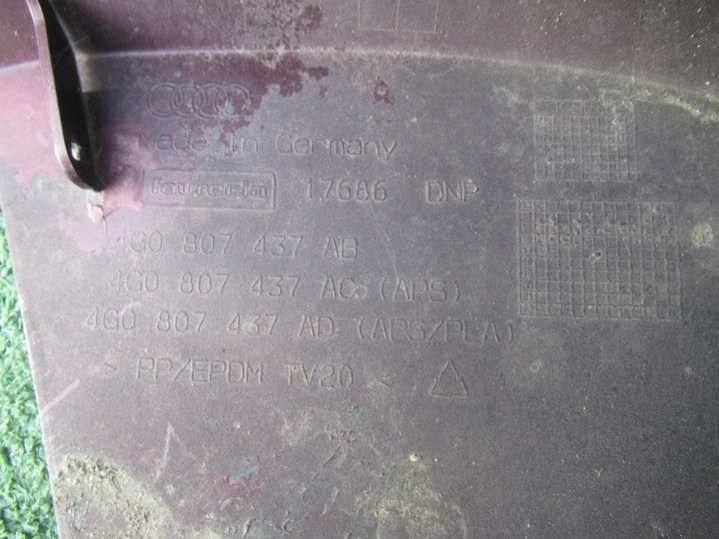 Made in Germany
faurecia 17686 DNP
4G0 807 437 AB
4G0 807 437 AC (APS)
4G0 807 437 AD (APS/PLA)
> PP/EPDM TV20 <